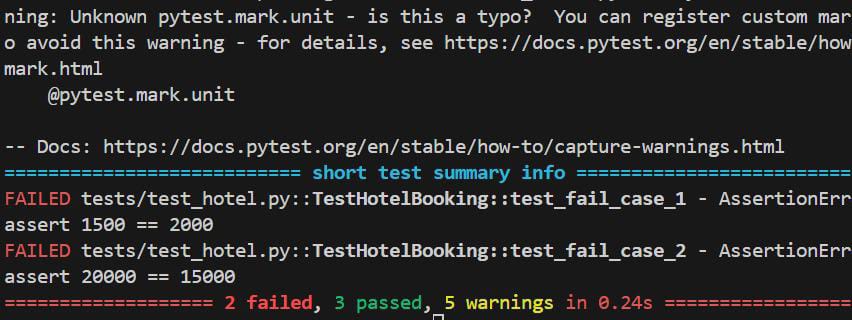 ning: Unknown pytest.mark.unit - is this a typo?  You can register custom mar
o avoid this warning - for details, see https://docs.pytest.org/en/stable/how
mark.html
    @pytest.mark.unit
-- Docs: https://docs.pytest.org/en/stable/how-to/capture-warnings.html
=========================== short test summary info =========================
FAILED tests/test_hotel.py::TestHotelBooking::test_fail_case_1 - AssertionErr
assert 1500 == 2000
FAILED tests/test_hotel.py::TestHotelBooking::test_fail_case_2 - AssertionErr
assert 20000 == 15000
=================== 2 failed, 3 passed, 5 warnings in 0.24s =================